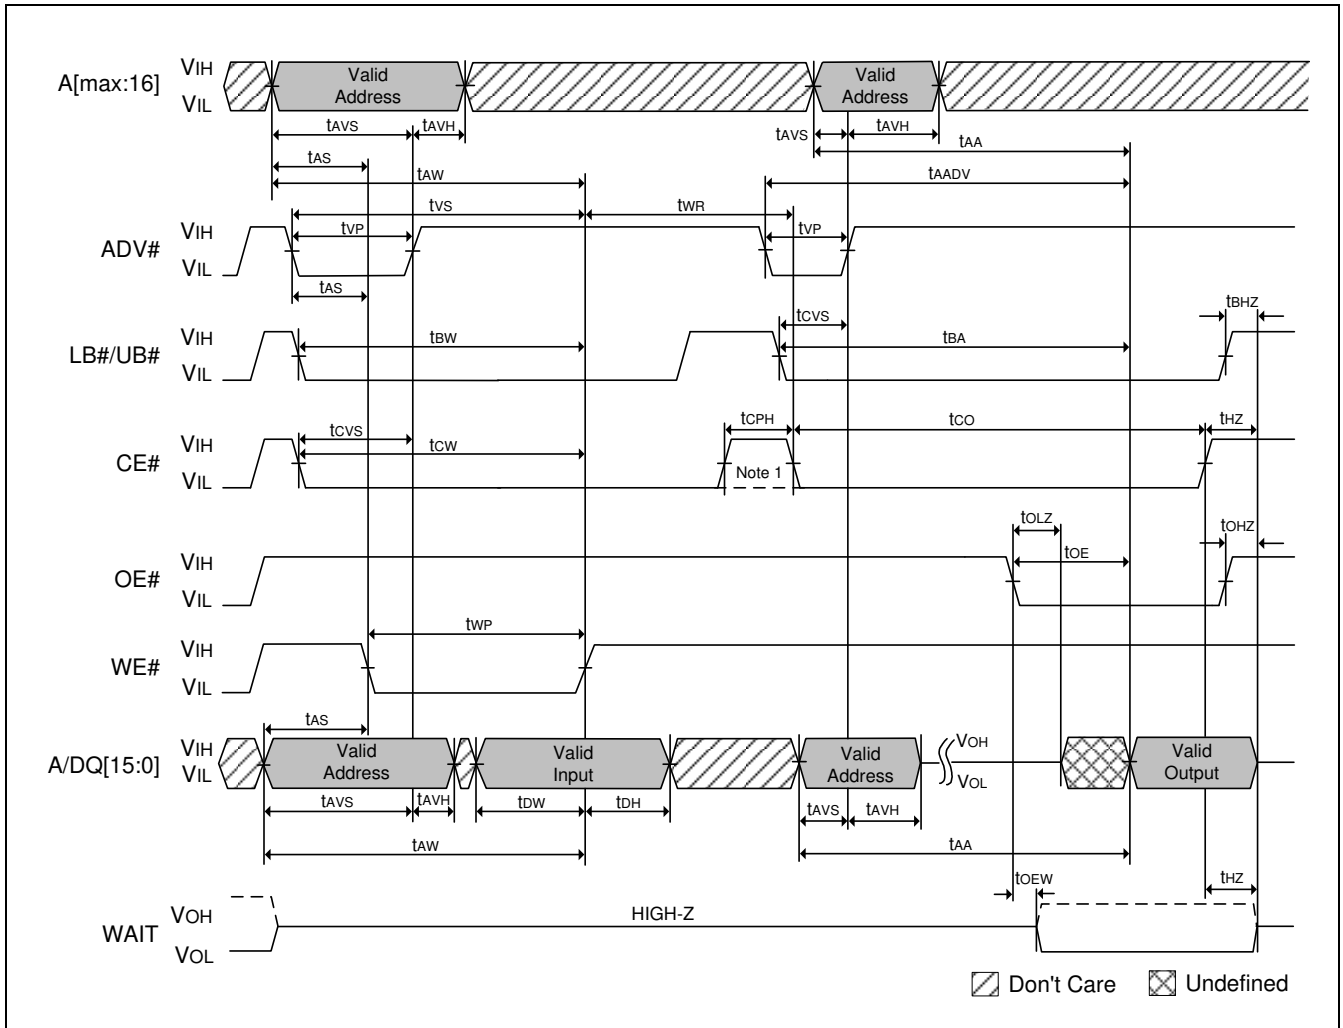 A[max:16] VIH VIL Valid Address Valid Address
tAVS tAVH tAVS tAVH
tAA
tAS
tAW tAADV
tVS tWR
ADV# VIH VIL tVP tVP
tAS
tBHZ
tCVS
LB#/UB# VIH VIL tBW tBA
tCPH tCO tHZ
tCVS
CE# VIH VIL tCW Note 1
tOLZ tOHZ
OE# VIH VIL tOE
tWP
WE# VIH VIL
tAS
A/DQ[15:0] VIH VIL Valid Address Valid Input Valid Address VOH VOL Valid Output
tAVS tAVH tDW tDH tAVS tAVH
tAW tAA
tOEW tHZ
WAIT VOH VOL HIGH-Z
Don't Care Undefined